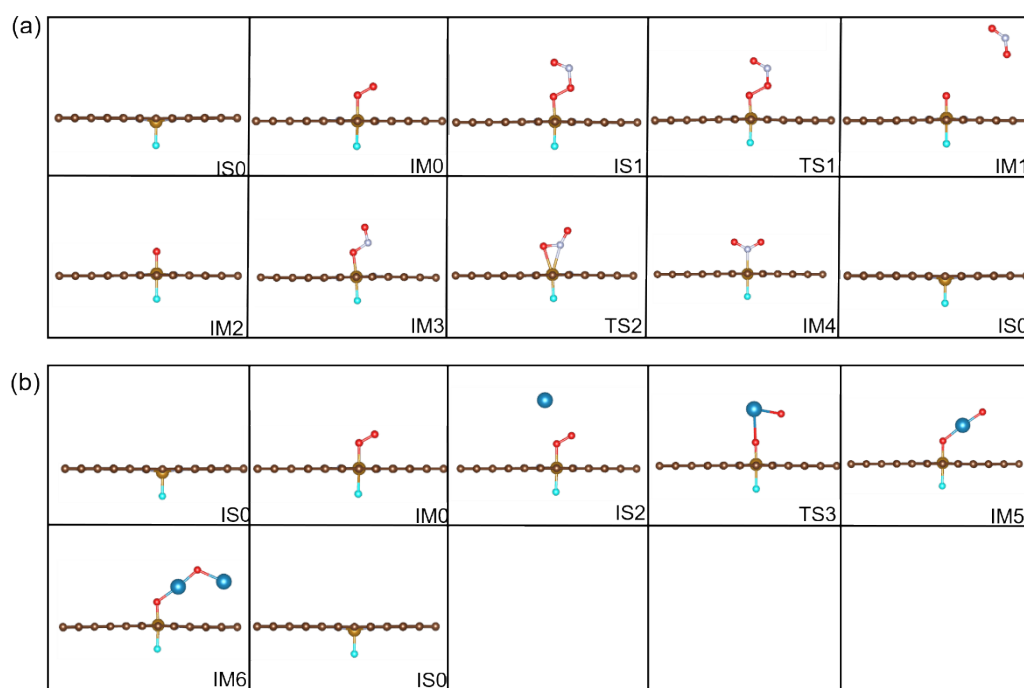 (a)
IS0
IM0
IS1
TS1
IM1
IM2
IM3
TS2
IM4
IS0
(b)
IS0
IM0
IS2
TS3
IM5
IM6
IS0